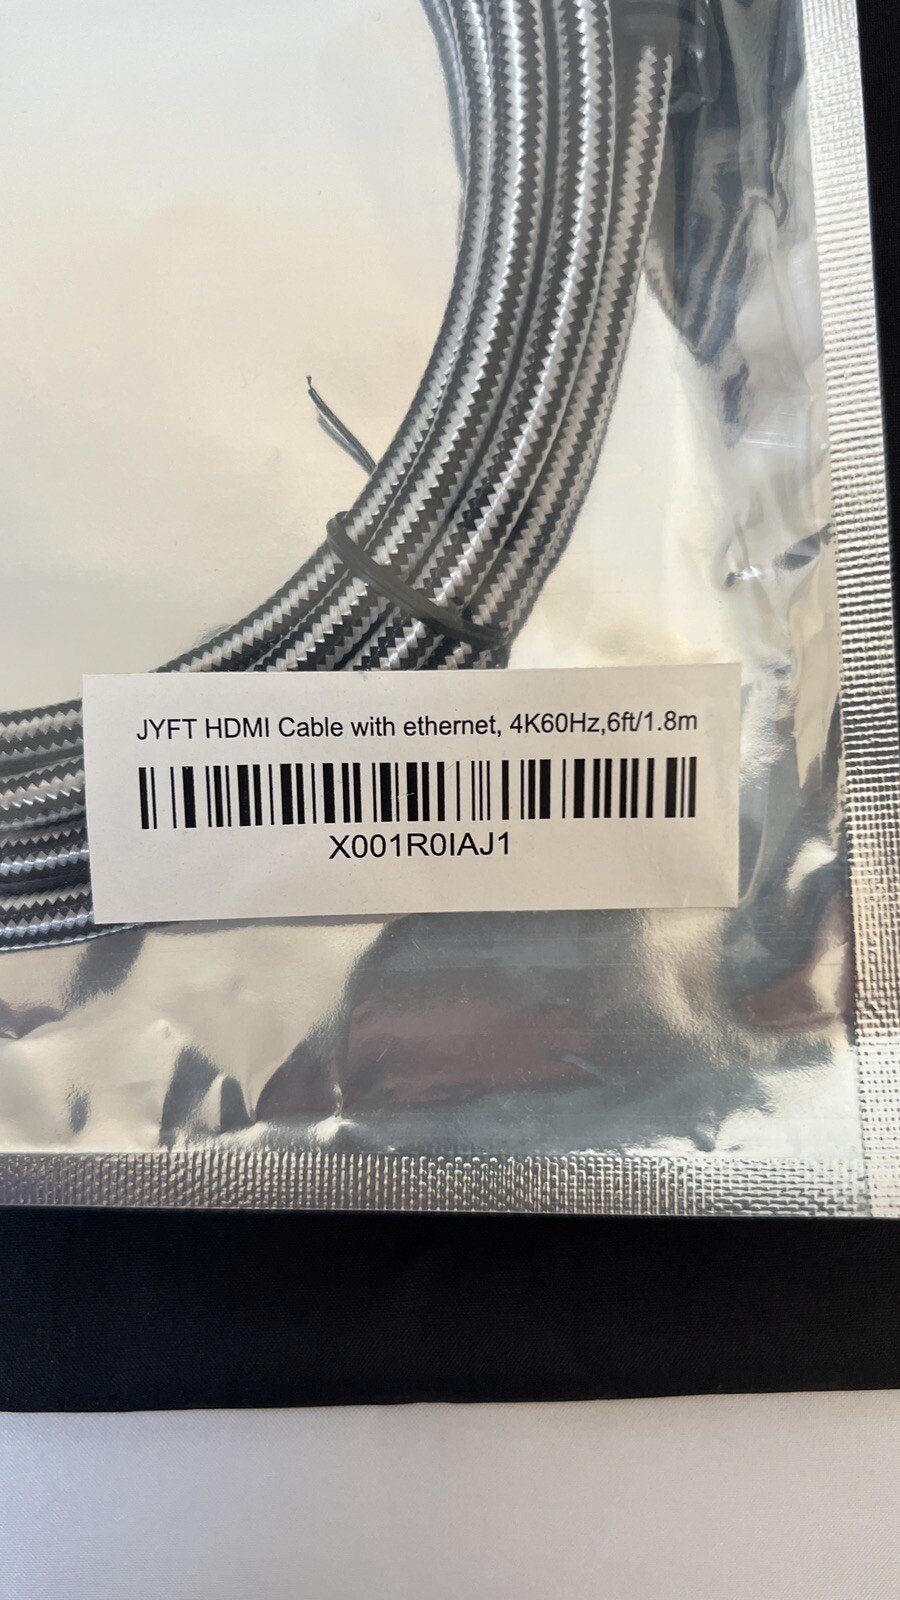 JYFT HDMI Cable with ethernet, 4K60Hz,6ft/1.8m
X001R0IAJ1